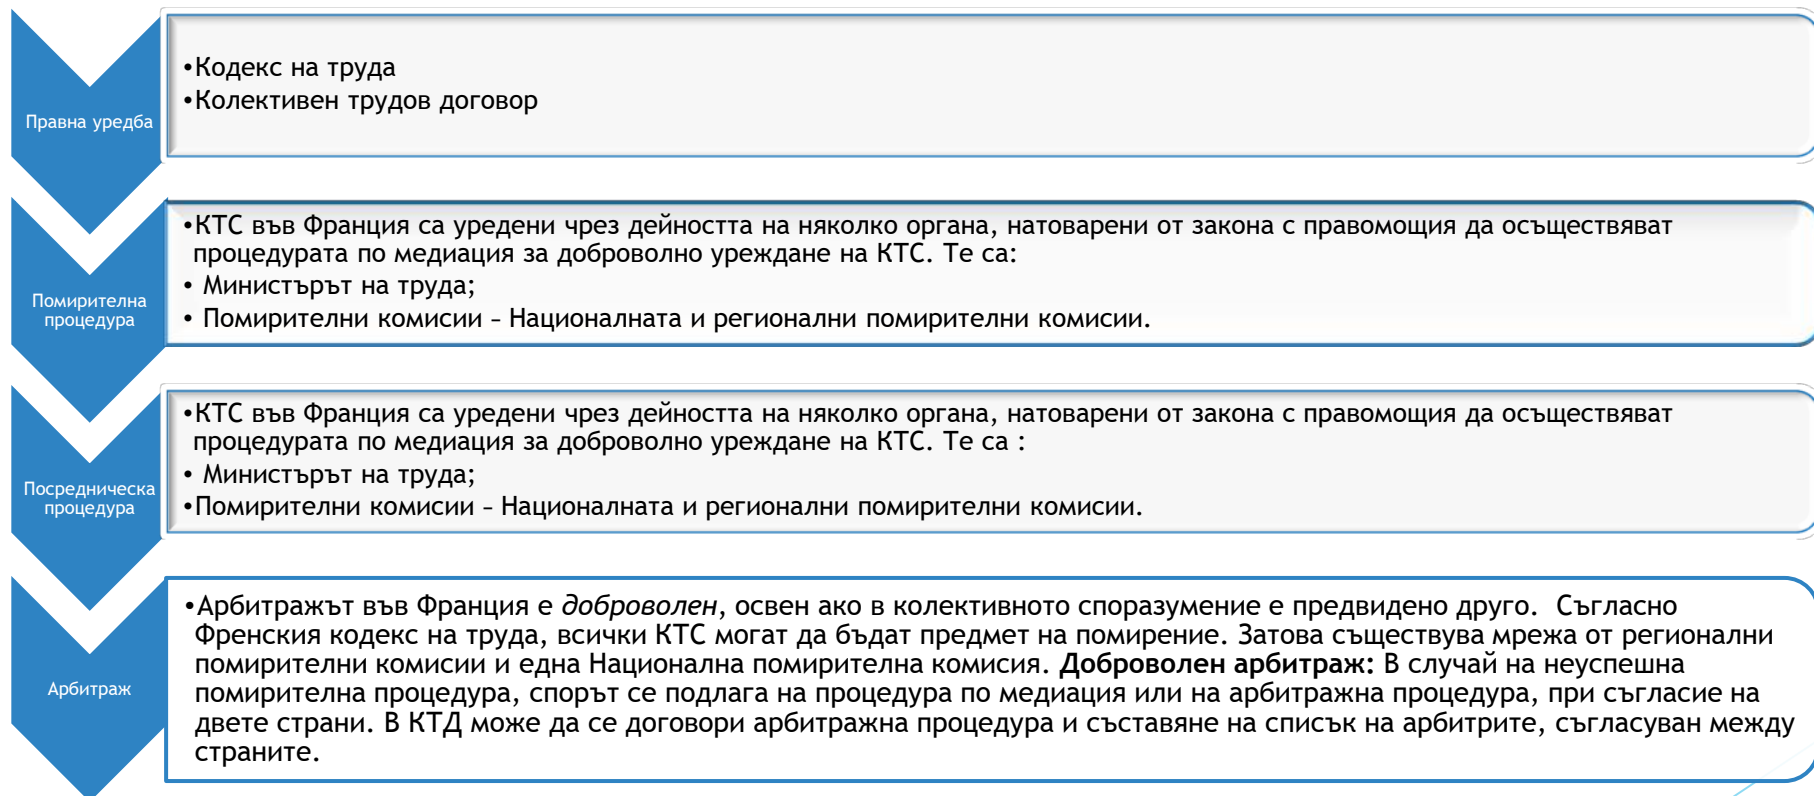 Правна уредба
•Кодекс на труда
•Колективен трудов договор
Помирителна
процедура
•КТС във Франция са уредени чрез дейността на няколко органа, натоварени от закона с правомощия да осъществяват
процедурата по медиация за доброволно уреждане на КТС. Те са:
• Министърът на труда;
• Помирителни комисии – Националната и регионални помирителни комисии.
Посредническа
процедура
•КТС във Франция са уредени чрез дейността на няколко органа, натоварени от закона с правомощия да осъществяват
процедурата по медиация за доброволно уреждане на КТС. Те са :
• Министърът на труда;
•Помирителни комисии – Националната и регионални помирителни комисии.
Арбитраж
•Арбитражът във Франция е доброволен, освен ако в колективното споразумение е предвидено друго. Съгласно
Френския кодекс на труда, всички КТС могат да бъдат предмет на помирение. Затова съществува мрежа от регионални
помирителни комисии и една Национална помирителна комисия. Доброволен арбитраж: В случай на неуспешна
помирителна процедура, спорът се подлага на процедура по медиация или на арбитражна процедура, при съгласие на
двете страни. В КТД може да се договори арбитражна процедура и съставяне на списък на арбитрите, съгласуван между
страните.